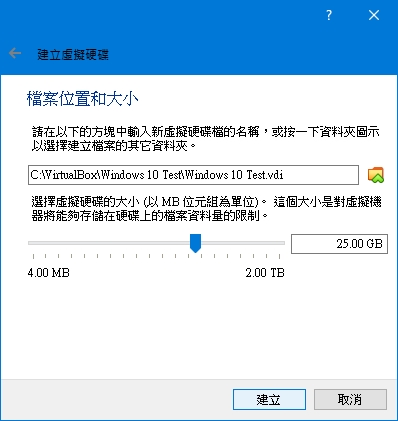 ?
建立虛擬硬碟
檔案位置和大小
請在以下的方塊中輸入新虛擬硬碟檔的名稱，或按一下資料夾圖示
以選擇建立檔案的其它資料夾。
C:\VirtualBox\Windows 10 Test\Windows 10 Test.vdi
選擇虛擬硬碟的大小 (以 MB 位元組為單位)。 這個大小是對虛擬機
器將能夠存儲在硬碟上的檔案資料量的限制。
25.00 GB
4.00 MB 2.00 TB
建立 取消